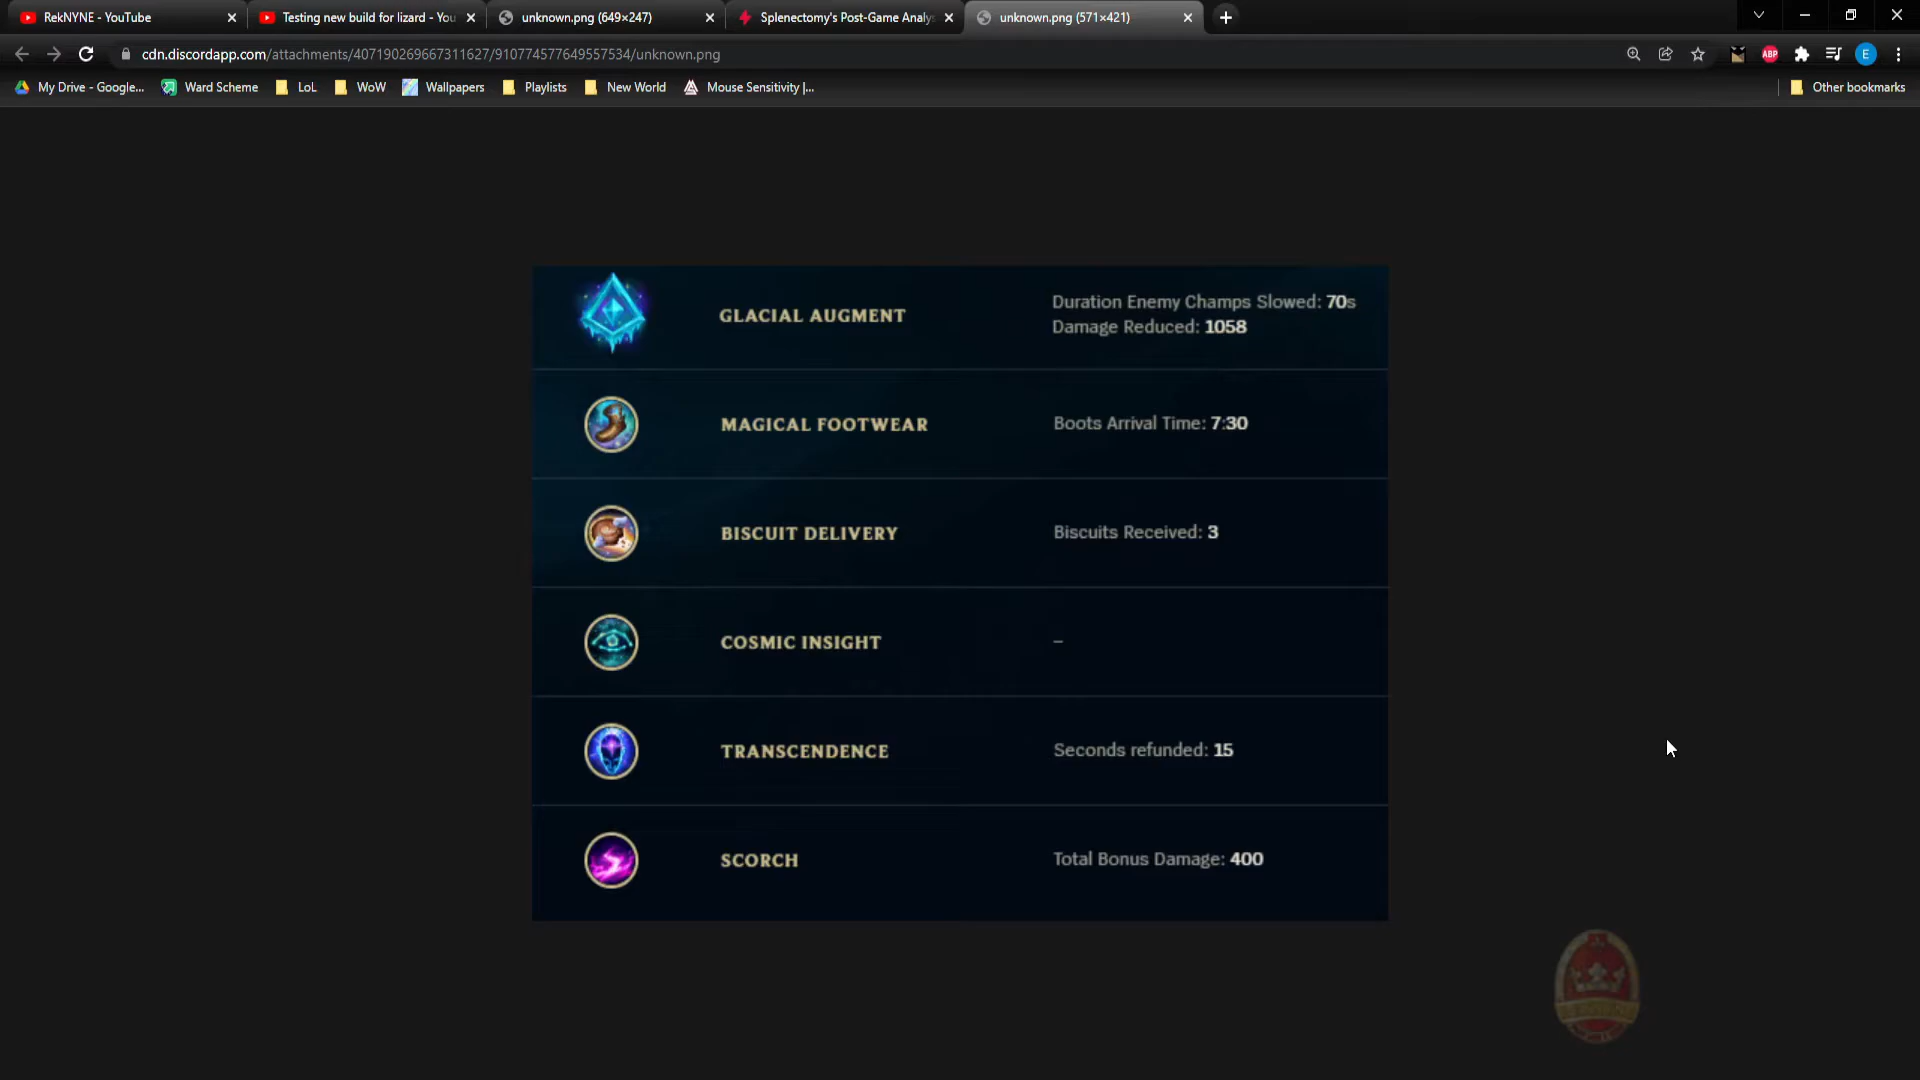 RekNYNE - YouTube
Testing new build for lizard - You
unknown.png (649×247)
Splenectomy's Post-Game Analy
unknown.png (571×421)
cdn.discordapp.com/attachments/407190269667311627/910774577649557534/unknown.png
ABP
E
My Drive - Google...
Ward Scheme
LoL
WoW
Wallpapers
Playlists
New World
Mouse Sensitivity |...
Other bookmarks
GLACIAL AUGMENT
Duration Enemy Champs Slowed: 70s
Damage Reduced: 1058
MAGICAL FOOTWEAR
Boots Arrival Time: 7:30
BISCUIT DELIVERY
Biscuits Received: 3
COSMIC INSIGHT
–
TRANSCENDENCE
Seconds refunded: 15
SCORCH
Total Bonus Damage: 400